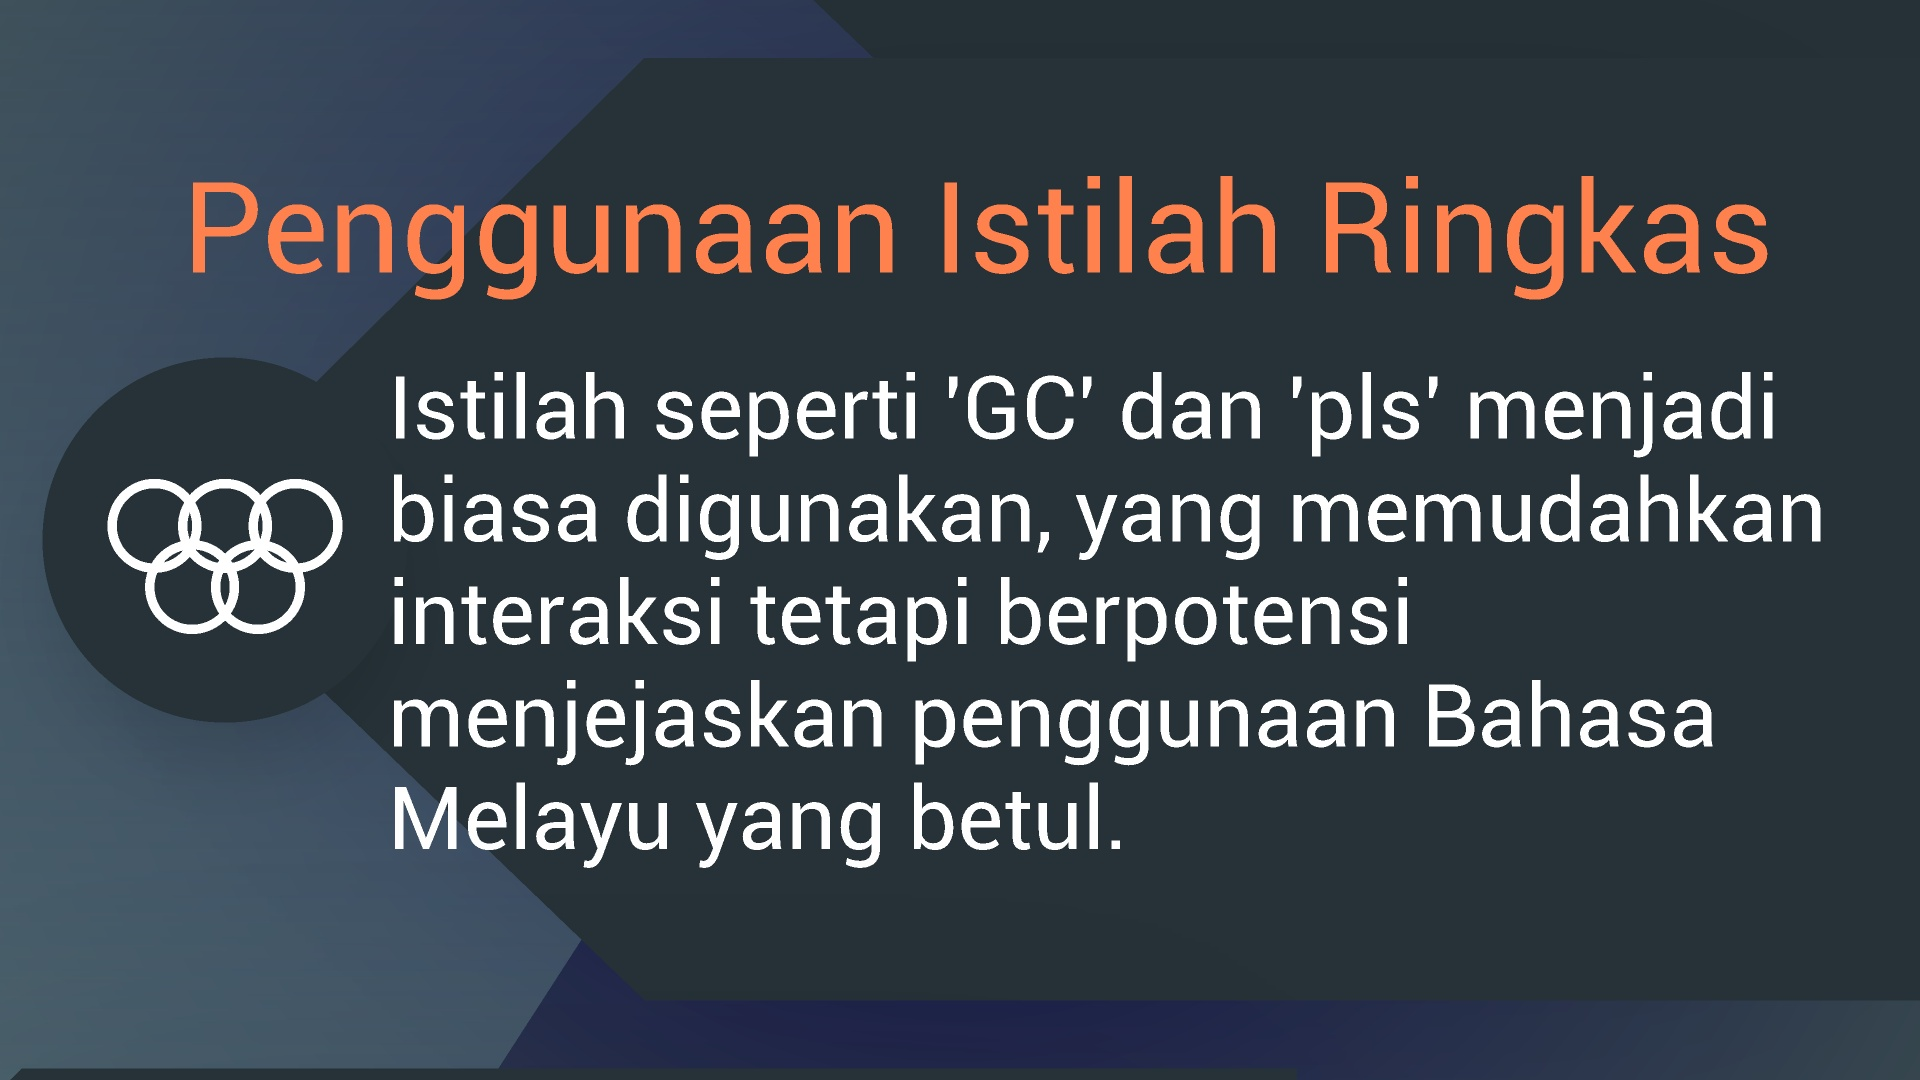 Penggunaan Istilah Ringkas
Istilah seperti 'GC' dan 'pls' menjadi
biasa digunakan, yang memudahkan
interaksi tetapi berpotensi
menjejaskan penggunaan Bahasa
Melayu yang betul.